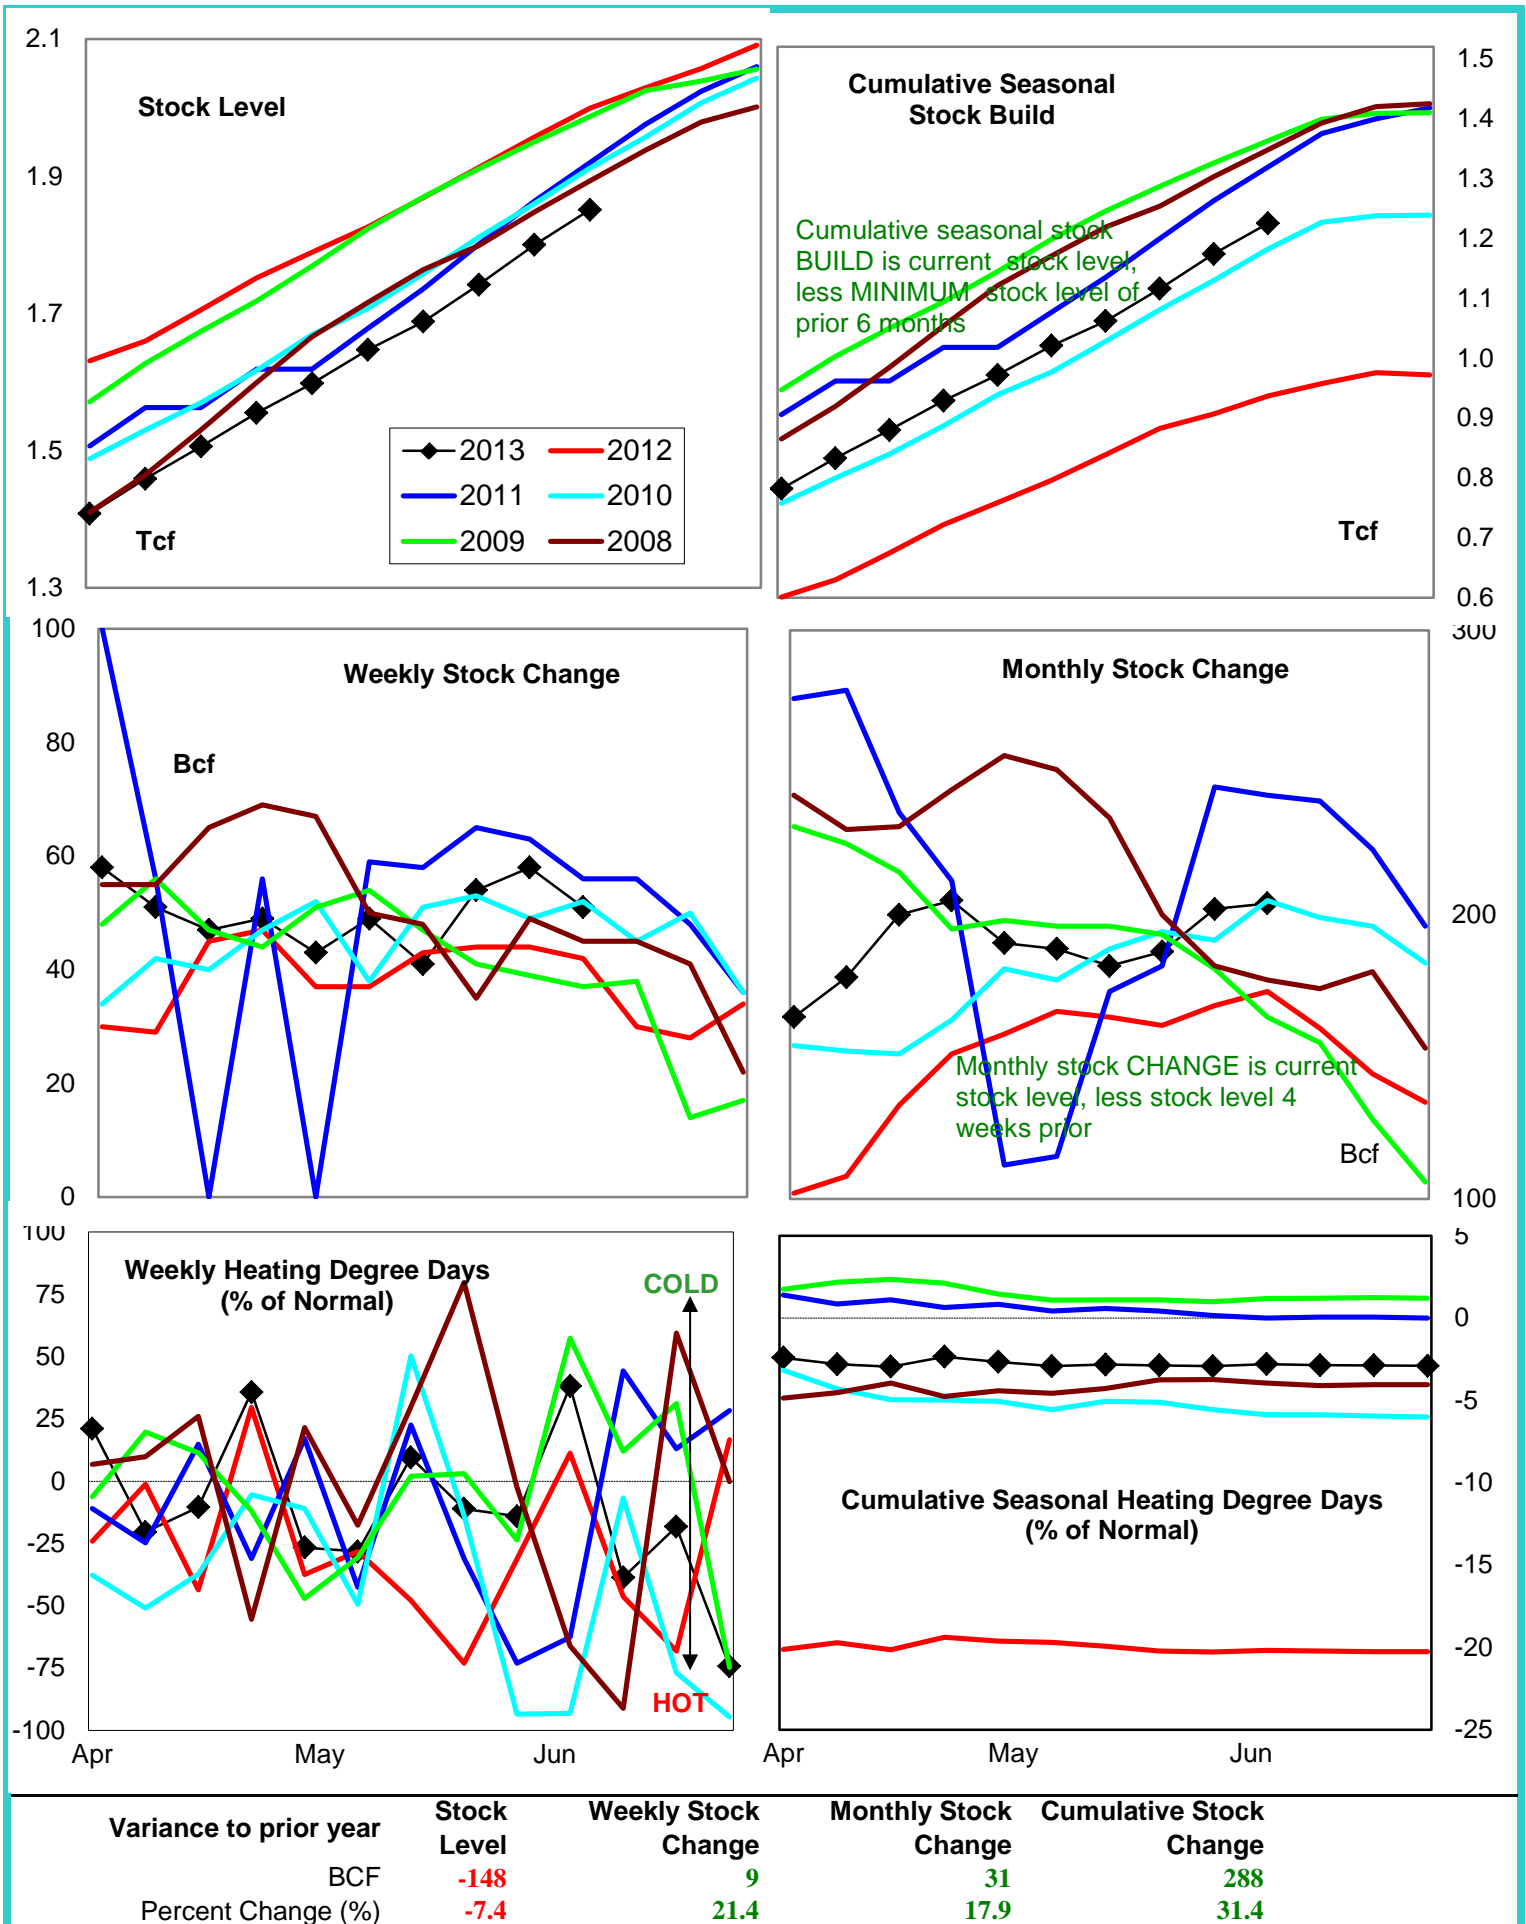 2.1
1.9
1.7
1.5
1.3
Stock Level
Tcf
2013
2012
2011
2010
2009
2008
Cumulative Seasonal
Stock Build
Cumulative seasonal stock
BUILD is current stock level,
less MINIMUM stock level of
prior 6 months
Tcf
1.5
1.4
1.3
1.2
1.1
1.0
0.9
0.8
0.7
0.6
100
80
60
40
20
0
Weekly Stock Change
Bcf
Monthly Stock Change
Monthly stock CHANGE is current
stock level, less stock level 4
weeks prior
Bcf
300
200
100
100
75
50
25
0
-25
-50
-75
-100
Weekly Heating Degree Days
(% of Normal)
COLD
HOT
Apr May Jun
Cumulative Seasonal Heating Degree Days
(% of Normal)
5
0
-5
-10
-15
-20
-25
Apr May Jun
Variance to prior year
Stock Level
Weekly Stock Change
Monthly Stock Change
Cumulative Stock Change
BCF -148 9 31 288
Percent Change (%) -7.4 21.4 17.9 31.4